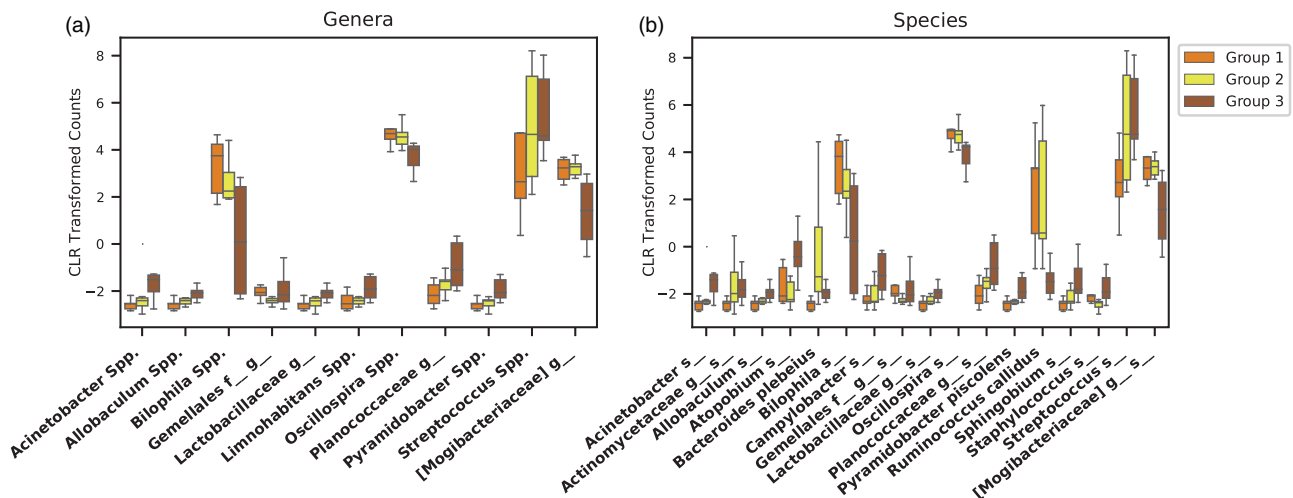 (a)
Genera
CLR Transformed Counts
8
6
4
2
0
−2
Acinetobacter Spp.
Allobaculum Spp.
Bilophila Spp.
Gemellales f__ g__
Lactobacillaceae g__
Limnohabitans Spp.
Oscillospira Spp.
Planococcaceae g__
Pyramidobacter Spp.
Streptococcus Spp.
[Mogibacteriaceae] g__
(b)
Species
CLR Transformed Counts
8
6
4
2
0
−2
Acinetobacter s__
Actinomycetaceae g__s__
Allobaculum s__
Atopobium s__
Bacteroides plebeius
Bilophila s__
Campylobacter s__
Gemellales f__g__s__
Lactobacillaceae g__s__
Oscillospira s__
Planococcaceae g__s__
Pyramidobacter piscolens
Ruminococcus callidus
Sphingobium s__
Staphylococcus s__
Streptococcus s__
[Mogibacteriaceae] g__s__
Group 1
Group 2
Group 3